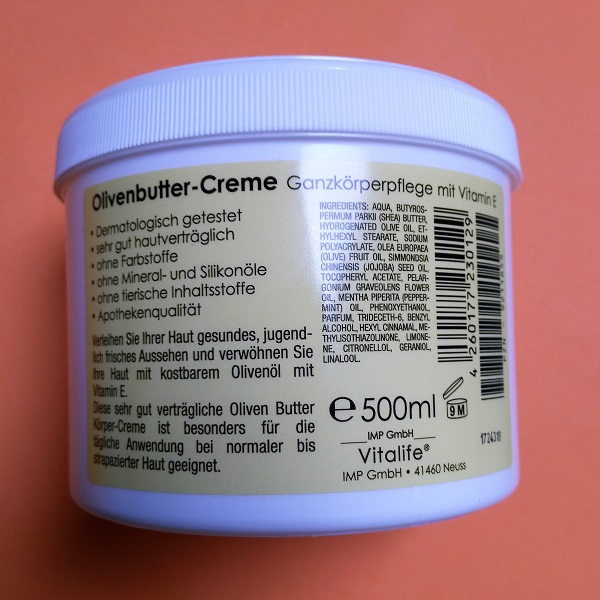 Olivenbutter-Creme Ganzkörperpflege mit Vitamin E
• Dermatologisch getestet
• sehr gut hautverträglich
• ohne Farbstoffe
• ohne Mineral- und Silikonöle
• ohne tierische Inhaltsstoffe
• Apothekenqualität
Verleihen Sie Ihrer Haut gesundes, jugend-
lich frisches Aussehen und verwöhnen Sie
Ihre Haut mit kostbarem Olivenöl mit
Vitamin E.
Diese sehr gut verträgliche Oliven Butter
Körper-Creme ist besonders für die
tägliche Anwendung bei normaler bis
strapazierter Haut geeignet.
INGREDIENTS: AQUA, BUTYROS-
PERMUM PARKII (SHEA) BUTTER,
HYDROGENATED OLIVE OIL, ET-
HYLHEXYL STEARATE, SODIUM
POLYACRYLATE, OLEA EUROPAEA
(OLIVE) FRUIT OIL, SIMMONDSIA
CHINENSIS (JOJOBA) SEED OIL,
TOCOPHERYL ACETATE, PELAR-
GONIUM GRAVEOLENS FLOWER
OIL, MENTHA PIPERITA (PEPPER-
MINT) OIL, PHENOXYETHANOL,
PARFUM, TRIDECETH-6, BENZYL
ALCOHOL, HEXYL CINNAMAL, ME-
THYLISOTHIAZOLINONE, LIMONE-
NE, CITRONELLOL, GERANIOL,
LINALOOL.
4 260177 230129
℮ 500ml
9 M
IMP GmbH
Vitalife®
IMP GmbH • 41460 Neuss